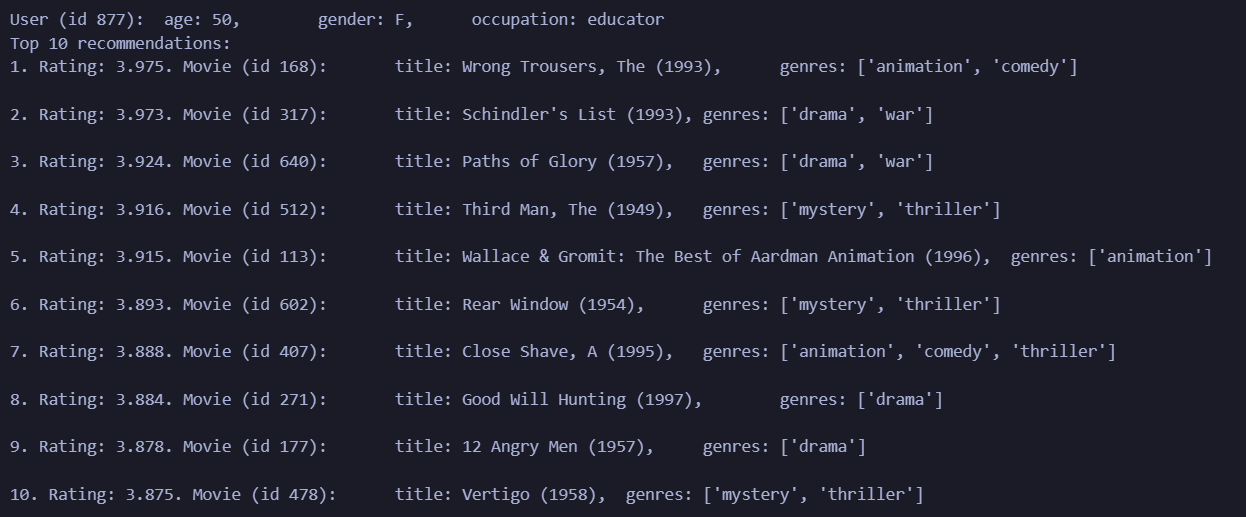 User (id 877):  age: 50,        gender: F,      occupation: educator
Top 10 recommendations:
1. Rating: 3.975. Movie (id 168):       title: Wrong Trousers, The (1993),      genres: ['animation', 'comedy']
2. Rating: 3.973. Movie (id 317):       title: Schindler's List (1993), genres: ['drama', 'war']
3. Rating: 3.924. Movie (id 640):       title: Paths of Glory (1957),   genres: ['drama', 'war']
4. Rating: 3.916. Movie (id 512):       title: Third Man, The (1949),   genres: ['mystery', 'thriller']
5. Rating: 3.915. Movie (id 113):       title: Wallace & Gromit: The Best of Aardman Animation (1996),  genres: ['animation']
6. Rating: 3.893. Movie (id 602):       title: Rear Window (1954),      genres: ['mystery', 'thriller']
7. Rating: 3.888. Movie (id 407):       title: Close Shave, A (1995),   genres: ['animation', 'comedy', 'thriller']
8. Rating: 3.884. Movie (id 271):       title: Good Will Hunting (1997),        genres: ['drama']
9. Rating: 3.878. Movie (id 177):       title: 12 Angry Men (1957),     genres: ['drama']
10. Rating: 3.875. Movie (id 478):      title: Vertigo (1958),  genres: ['mystery', 'thriller']